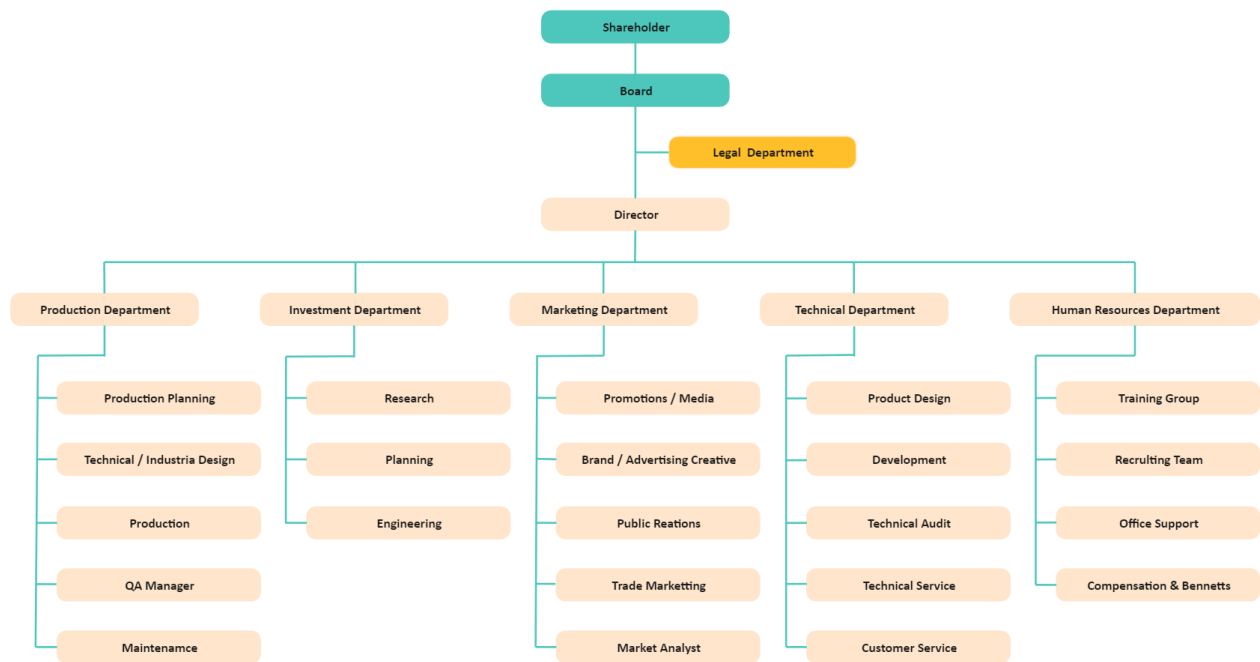 Shareholder
Board
Legal Department
Director
Production Department
Investment Department
Marketing Department
Technical Department
Human Resources Department
Production Planning
Technical / Industria Design
Production
QA Manager
Maintenamce
Research
Planning
Engineering
Promotions / Media
Brand / Advertising Creative
Public Reations
Trade Marketting
Market Analyst
Product Design
Development
Technical Audit
Technical Service
Customer Service
Training Group
Recrulting Team
Office Support
Compensation & Bennetts